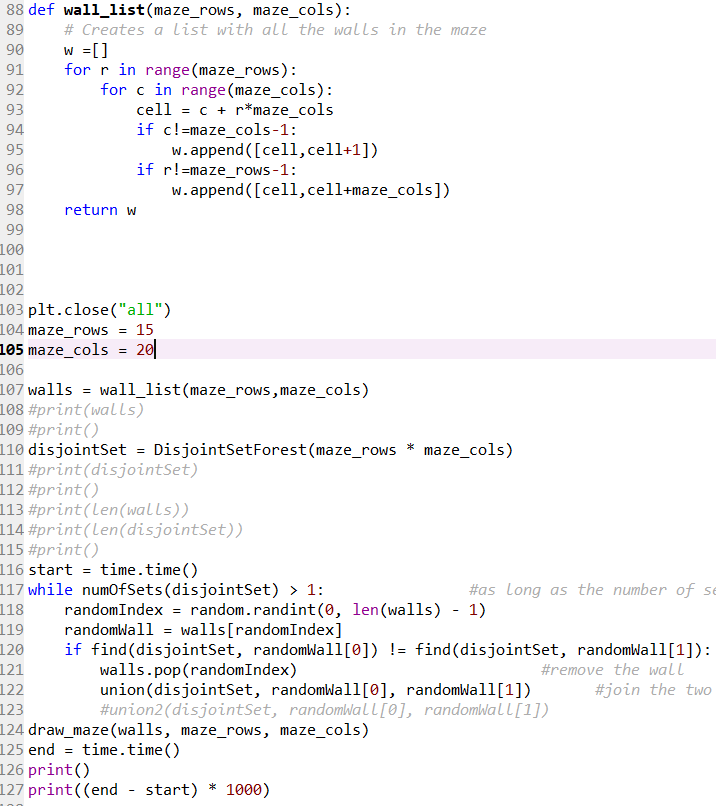 88 def wall_list(maze_rows, maze_cols):
89     # Creates a list with all the walls in the maze
90     w =[]
91     for r in range(maze_rows):
92         for c in range(maze_cols):
93             cell = c + r*maze_cols
94             if c!=maze_cols-1:
95                 w.append([cell,cell+1])
96             if r!=maze_rows-1:
97                 w.append([cell,cell+maze_cols])
98     return w
99
100
101
102
103 plt.close("all")
104 maze_rows = 15
105 maze_cols = 20
106
107 walls = wall_list(maze_rows,maze_cols)
108 #print(walls)
109 #print()
110 disjointSet = DisjointSetForest(maze_rows * maze_cols)
111 #print(disjointSet)
112 #print()
113 #print(len(walls))
114 #print(len(disjointSet))
115 #print()
116 start = time.time()
117 while numOfSets(disjointSet) > 1:                #as long as the number of
118     randomIndex = random.randint(0, len(walls) - 1)
119     randomWall = walls[randomIndex]
120     if find(disjointSet, randomWall[0]) != find(disjointSet, randomWall[1]):
121         walls.pop(randomIndex)                           #remove the wall
122         union(disjointSet, randomWall[0], randomWall[1])       #join the two
123         #union2(disjointSet, randomWall[0], randomWall[1])
124 draw_maze(walls, maze_rows, maze_cols)
125 end = time.time()
126 print()
127 print((end - start) * 1000)